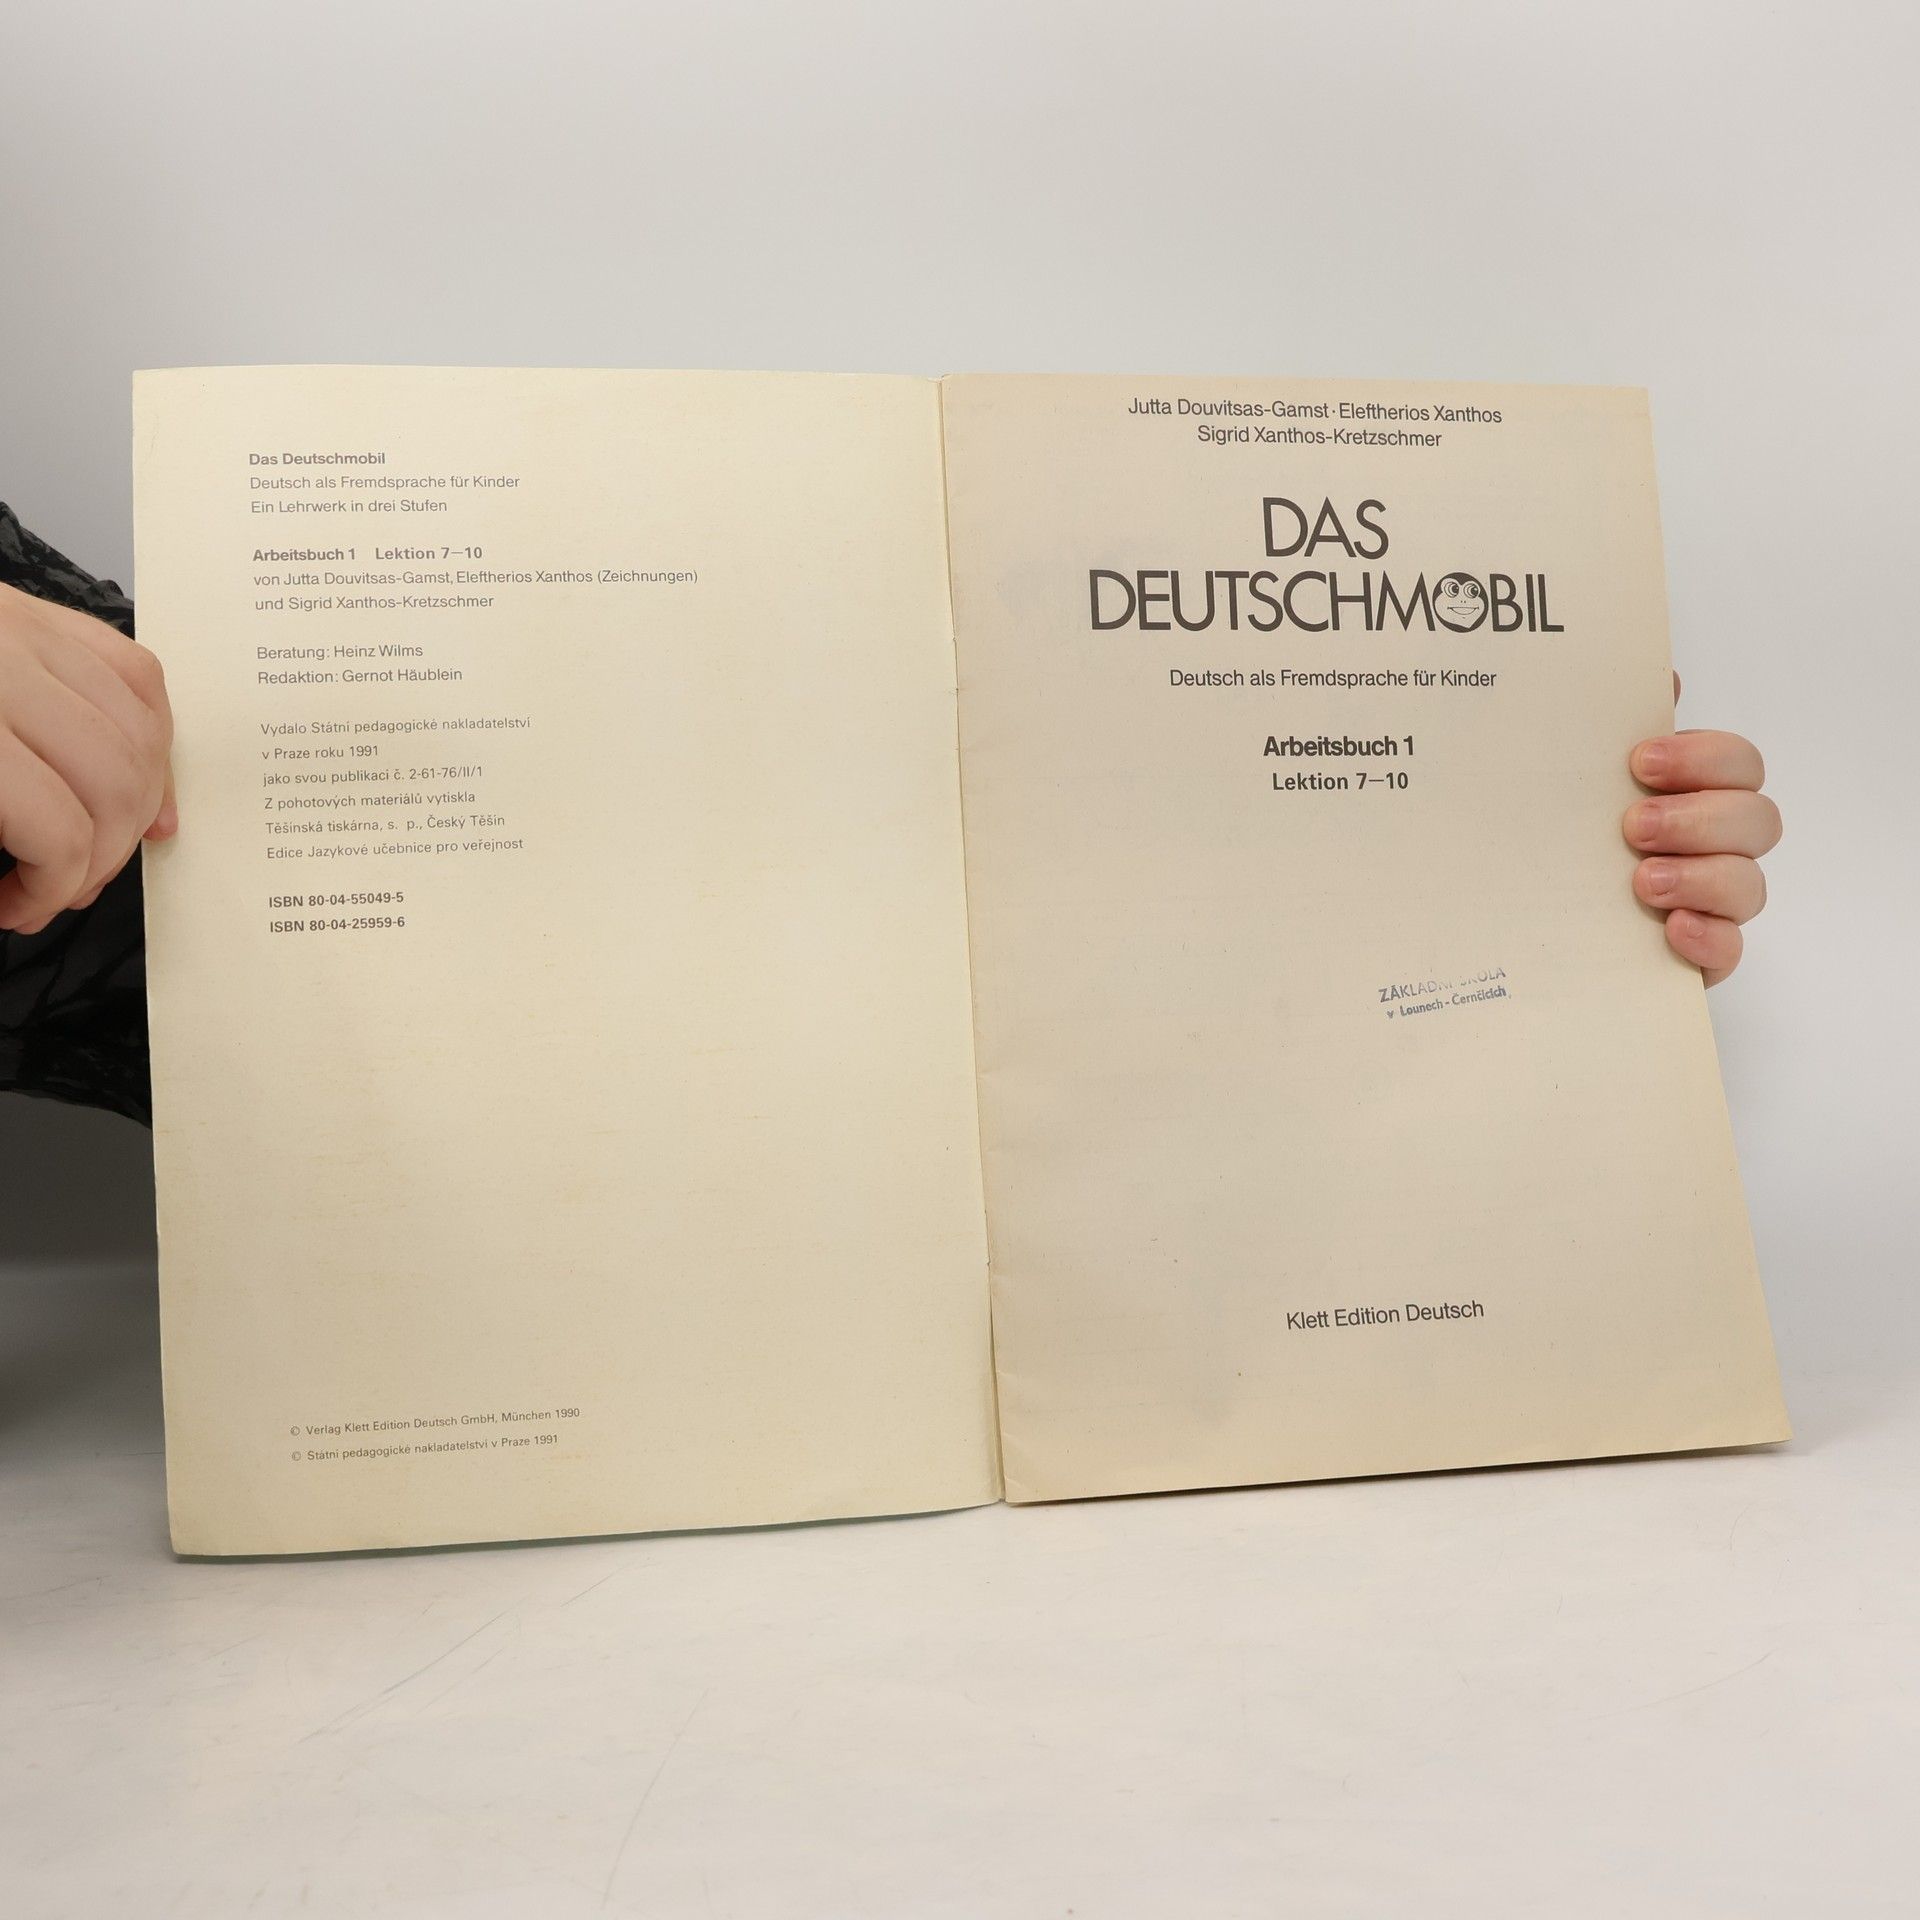 Das Deutschmobil
Deutsch als Fremdsprache für Kinder
Ein Lehrwerk in drei Stufen
Arbeitsbuch 1 Lektion 7—10
von Jutta Douvitsas-Gamst, Eleftherios Xanthos (Zeichnungen)
und Sigrid Xanthos-Kretzschmer
Beratung: Heinz Wilms
Redaktion: Gernot Häublein
Vydalo Státní pedagogické nakladatelství
v Praze roku 1991
jako svou publikaci č. 2-61-76/II/1
Z pohotových materiálů vytiskla
Těšínská tiskárna, s. p., Český Těšín
Edice Jazykové učebnice pro veřejnost
ISBN 80-04-55049-5
ISBN 80-04-25959-6
© Verlag Klett Edition Deutsch GmbH, München 1990
© Státní pedagogické nakladatelství v Praze 1991
Jutta Douvitsas-Gamst · Eleftherios Xanthos
Sigrid Xanthos-Kretzschmer
DAS
DEUTSCHMOBIL
Deutsch als Fremdsprache für Kinder
Arbeitsbuch 1
Lektion 7—10
ZÁKLADNÍ ŠKOLA
v Lounech - Černčicích
Klett Edition Deutsch